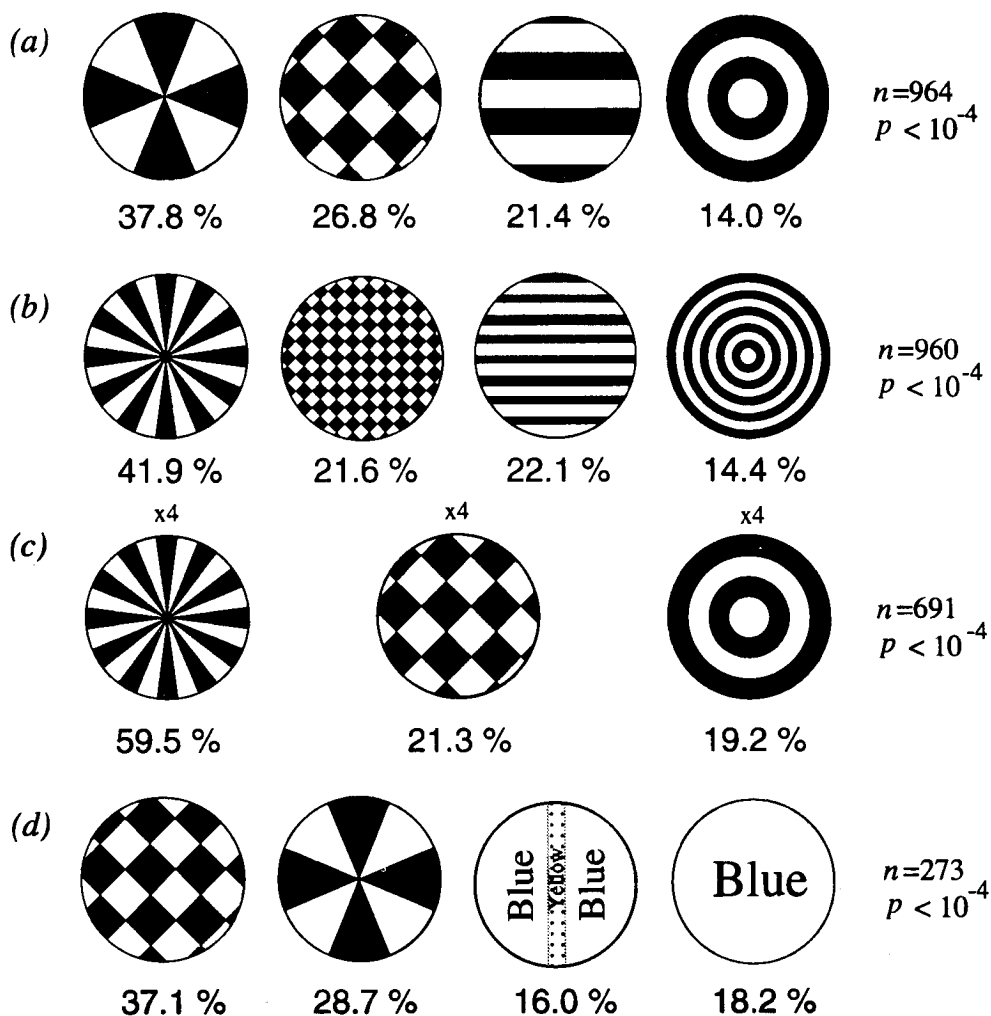 (a)
n=964
p < 10^-4
37.8 %
26.8 %
21.4 %
14.0 %
(b)
n=960
p < 10^-4
41.9 %
21.6 %
22.1 %
14.4 %
x4
x4
x4
(c)
n=691
p < 10^-4
59.5 %
21.3 %
19.2 %
(d)
Blue
Yellow
Blue
Blue
n=273
p < 10^-4
37.1 %
28.7 %
16.0 %
18.2 %